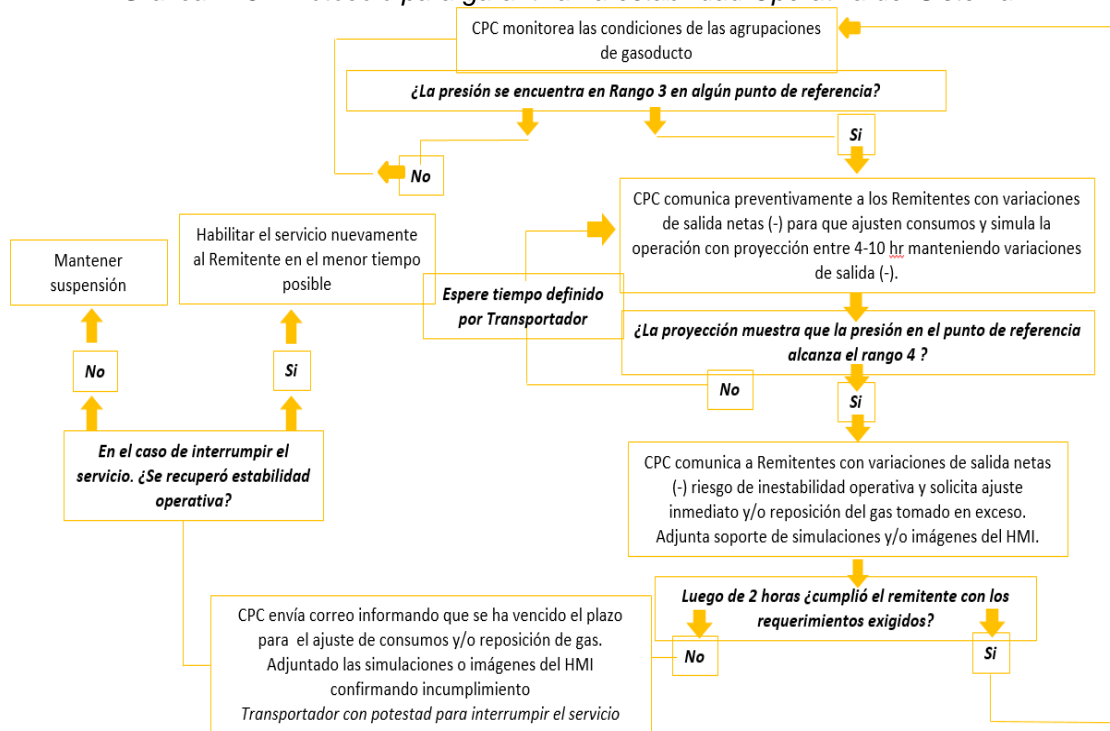 CPC monitorea las condiciones de las agrupaciones
de gasoducto
¿La presión se encuentra en Rango 3 en algún punto de referencia?
Si
No
CPC comunica preventivamente a los Remitentes con variaciones
de salida netas (-) para que ajusten consumos y simula la
operación con proyección entre 4-10 hr manteniendo variaciones
de salida (-).
Habilitar el servicio nuevamente
al Remitente en el menor tiempo
posible
Mantener
suspensión
Espere tiempo definido
por Transportador
¿La proyección muestra que la presión en el punto de referencia
alcanza el rango 4 ?
No
Si
No
Si
En el caso de interrumpir el
servicio. ¿Se recuperó estabilidad
operativa?
CPC comunica a Remitentes con variaciones de salida netas
(-) riesgo de inestabilidad operativa y solicita ajuste
inmediato y/o reposición del gas tomado en exceso.
Adjunta soporte de simulaciones y/o imágenes del HMI.
Luego de 2 horas ¿cumplió el remitente con los
requerimientos exigidos?
No
Si
CPC envía correo informando que se ha vencido el plazo
para el ajuste de consumos y/o reposición de gas.
Adjuntado las simulaciones o imágenes del HMI
confirmando incumplimiento
Transportador con potestad para interrumpir el servicio